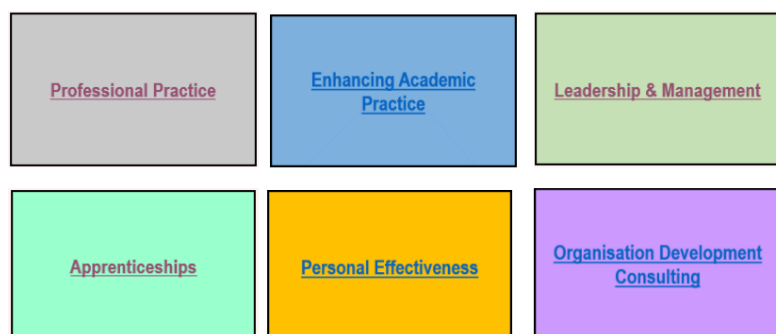 Professional Practice
Enhancing Academic
Practice
Leadership & Management
Apprenticeships
Personal Effectiveness
Organisation Development
Consulting